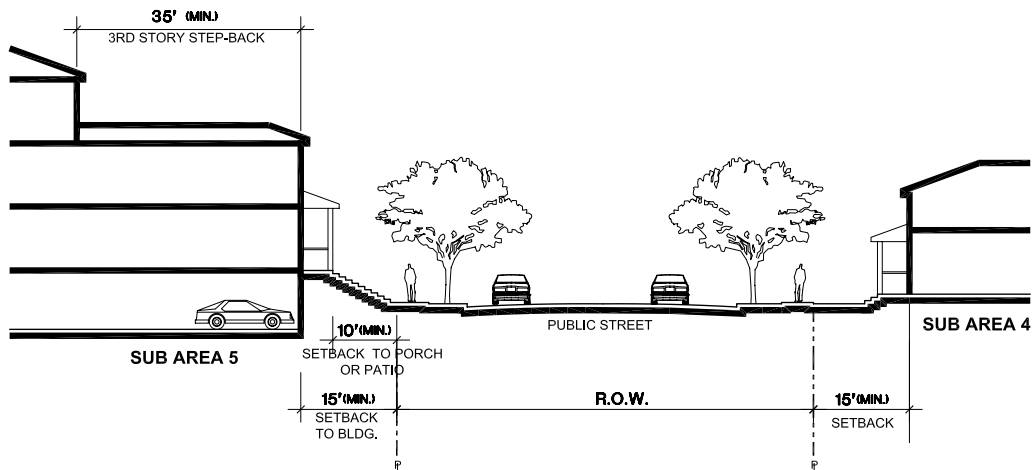 35' (MIN.)
3RD STORY STEP-BACK
PUBLIC STREET
SUB AREA 4
10'(MIN.)
SUB AREA 5
SETBACK TO PORCH
OR PATIO
15'(MIN.)
SETBACK
TO BLDG.
R.O.W.
15'(MIN.)
SETBACK